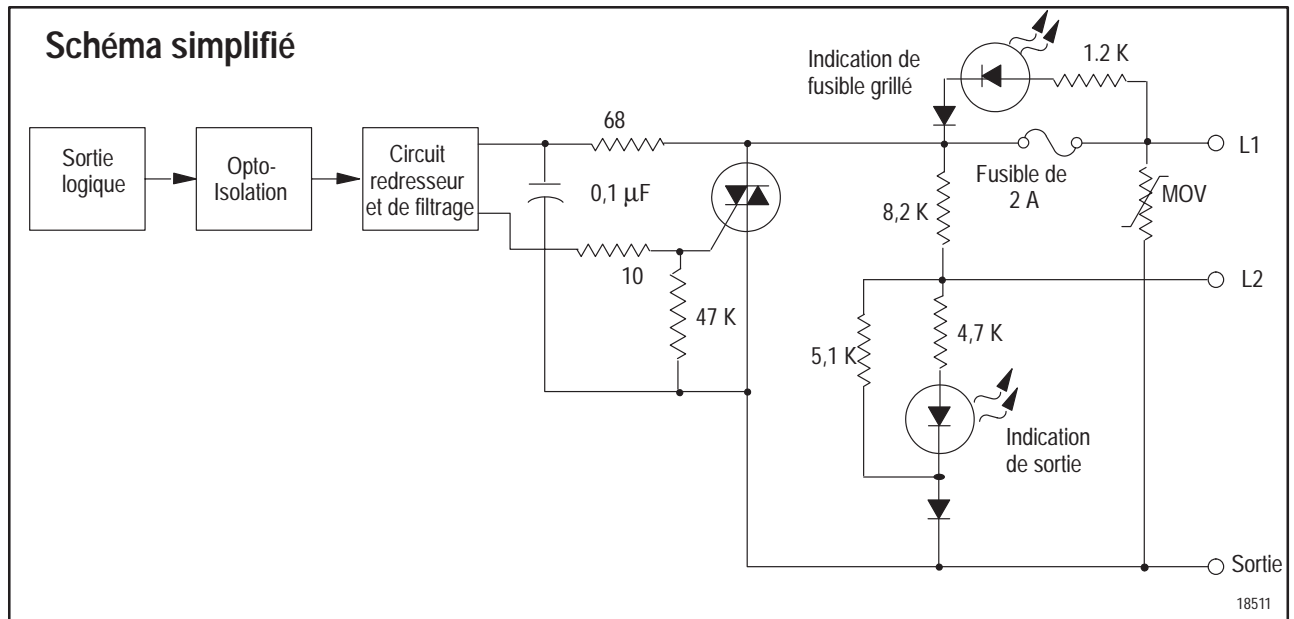 Schéma simplifié
Sortie
logique
Opto-
Isolation
Circuit
redresseur
et de filtrage
68
0,1 µF
10
47 K
Indication de
fusible grillé
1.2 K
Fusible de
2 A
L1
MOV
8,2 K
L2
5,1 K
4,7 K
Indication
de sortie
Sortie
18511